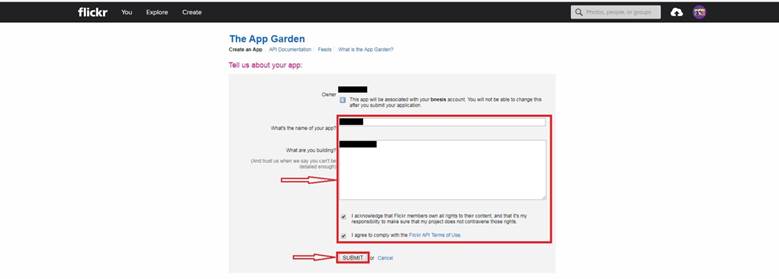 flickr You Explore Create Photos, people, or groups
The App Garden
Create an App API Documentation Feeds What is the App Garden?
Tell us about your app:
Owner
This app will be associated with your bnesis account. You will not be able to change this
after you submit your application.
What's the name of your app?
What are you building?
(And trust us when we say you can't be
detailed enough)
I acknowledge that Flickr members own all rights to their content, and that it's my
responsibility to make sure that my project does not contravene those rights.
I agree to comply with the Flickr API Terms of Use.
SUBMIT or Cancel